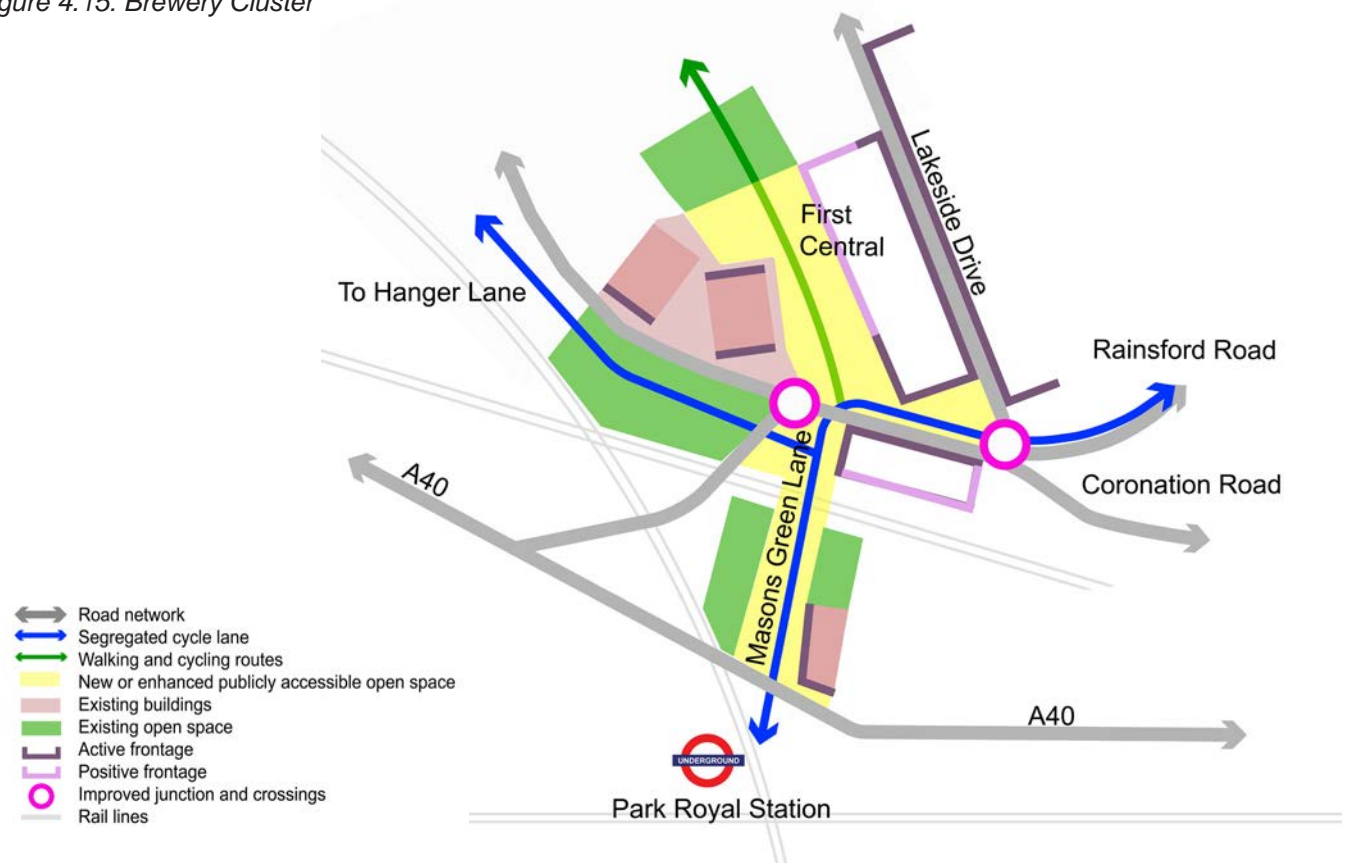 gure 4.15: Brewery Cluster
Lakeside Drive
First
Central
To Hanger Lane
Rainsford Road
Masons Green Lane
A40
Coronation Road
Road network
Segregated cycle lane
Walking and cycling routes
New or enhanced publicly accessible open space
Existing buildings
Existing open space
Active frontage
Positive frontage
Improved junction and crossings
Rail lines
A40
UNDERGROUND
Park Royal Station